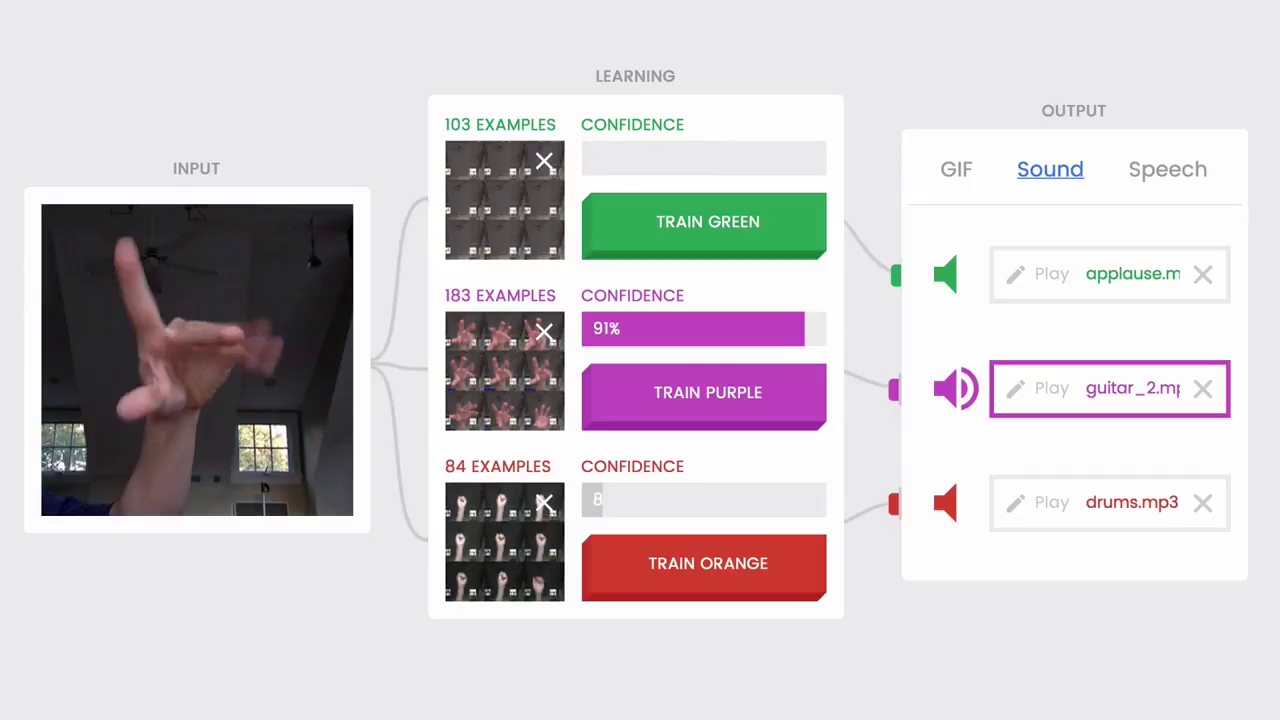 INPUT
LEARNING
103 EXAMPLES CONFIDENCE
TRAIN GREEN
183 EXAMPLES CONFIDENCE
91%
TRAIN PURPLE
84 EXAMPLES CONFIDENCE
8
TRAIN ORANGE
OUTPUT
GIF Sound Speech
Play applause.m
Play guitar_2.mp
Play drums.mp3